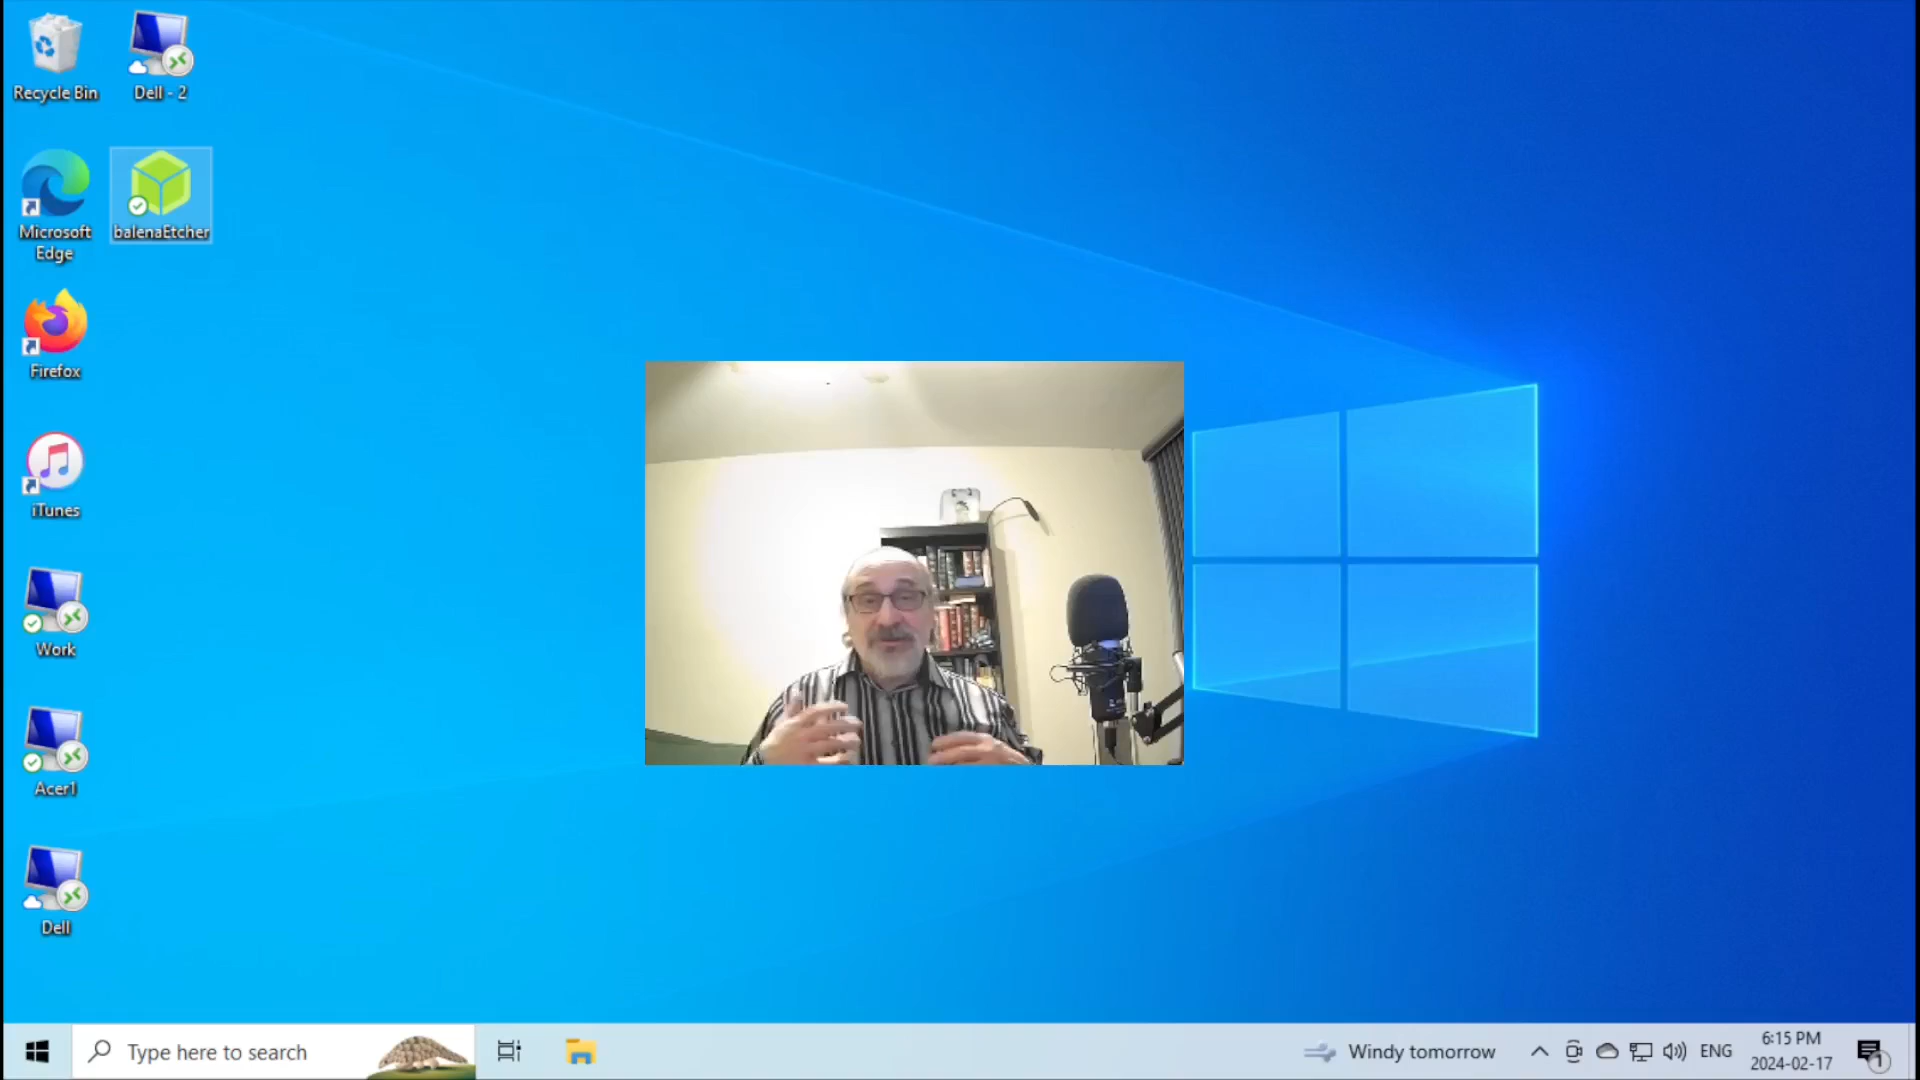 Recycle Bin
Dell - 2
Microsoft
Edge
balenaEtcher
Firefox
iTunes
Work
Acer1
Dell
Type here to search
Windy tomorrow
ENG
6:15 PM
2024-02-17
1